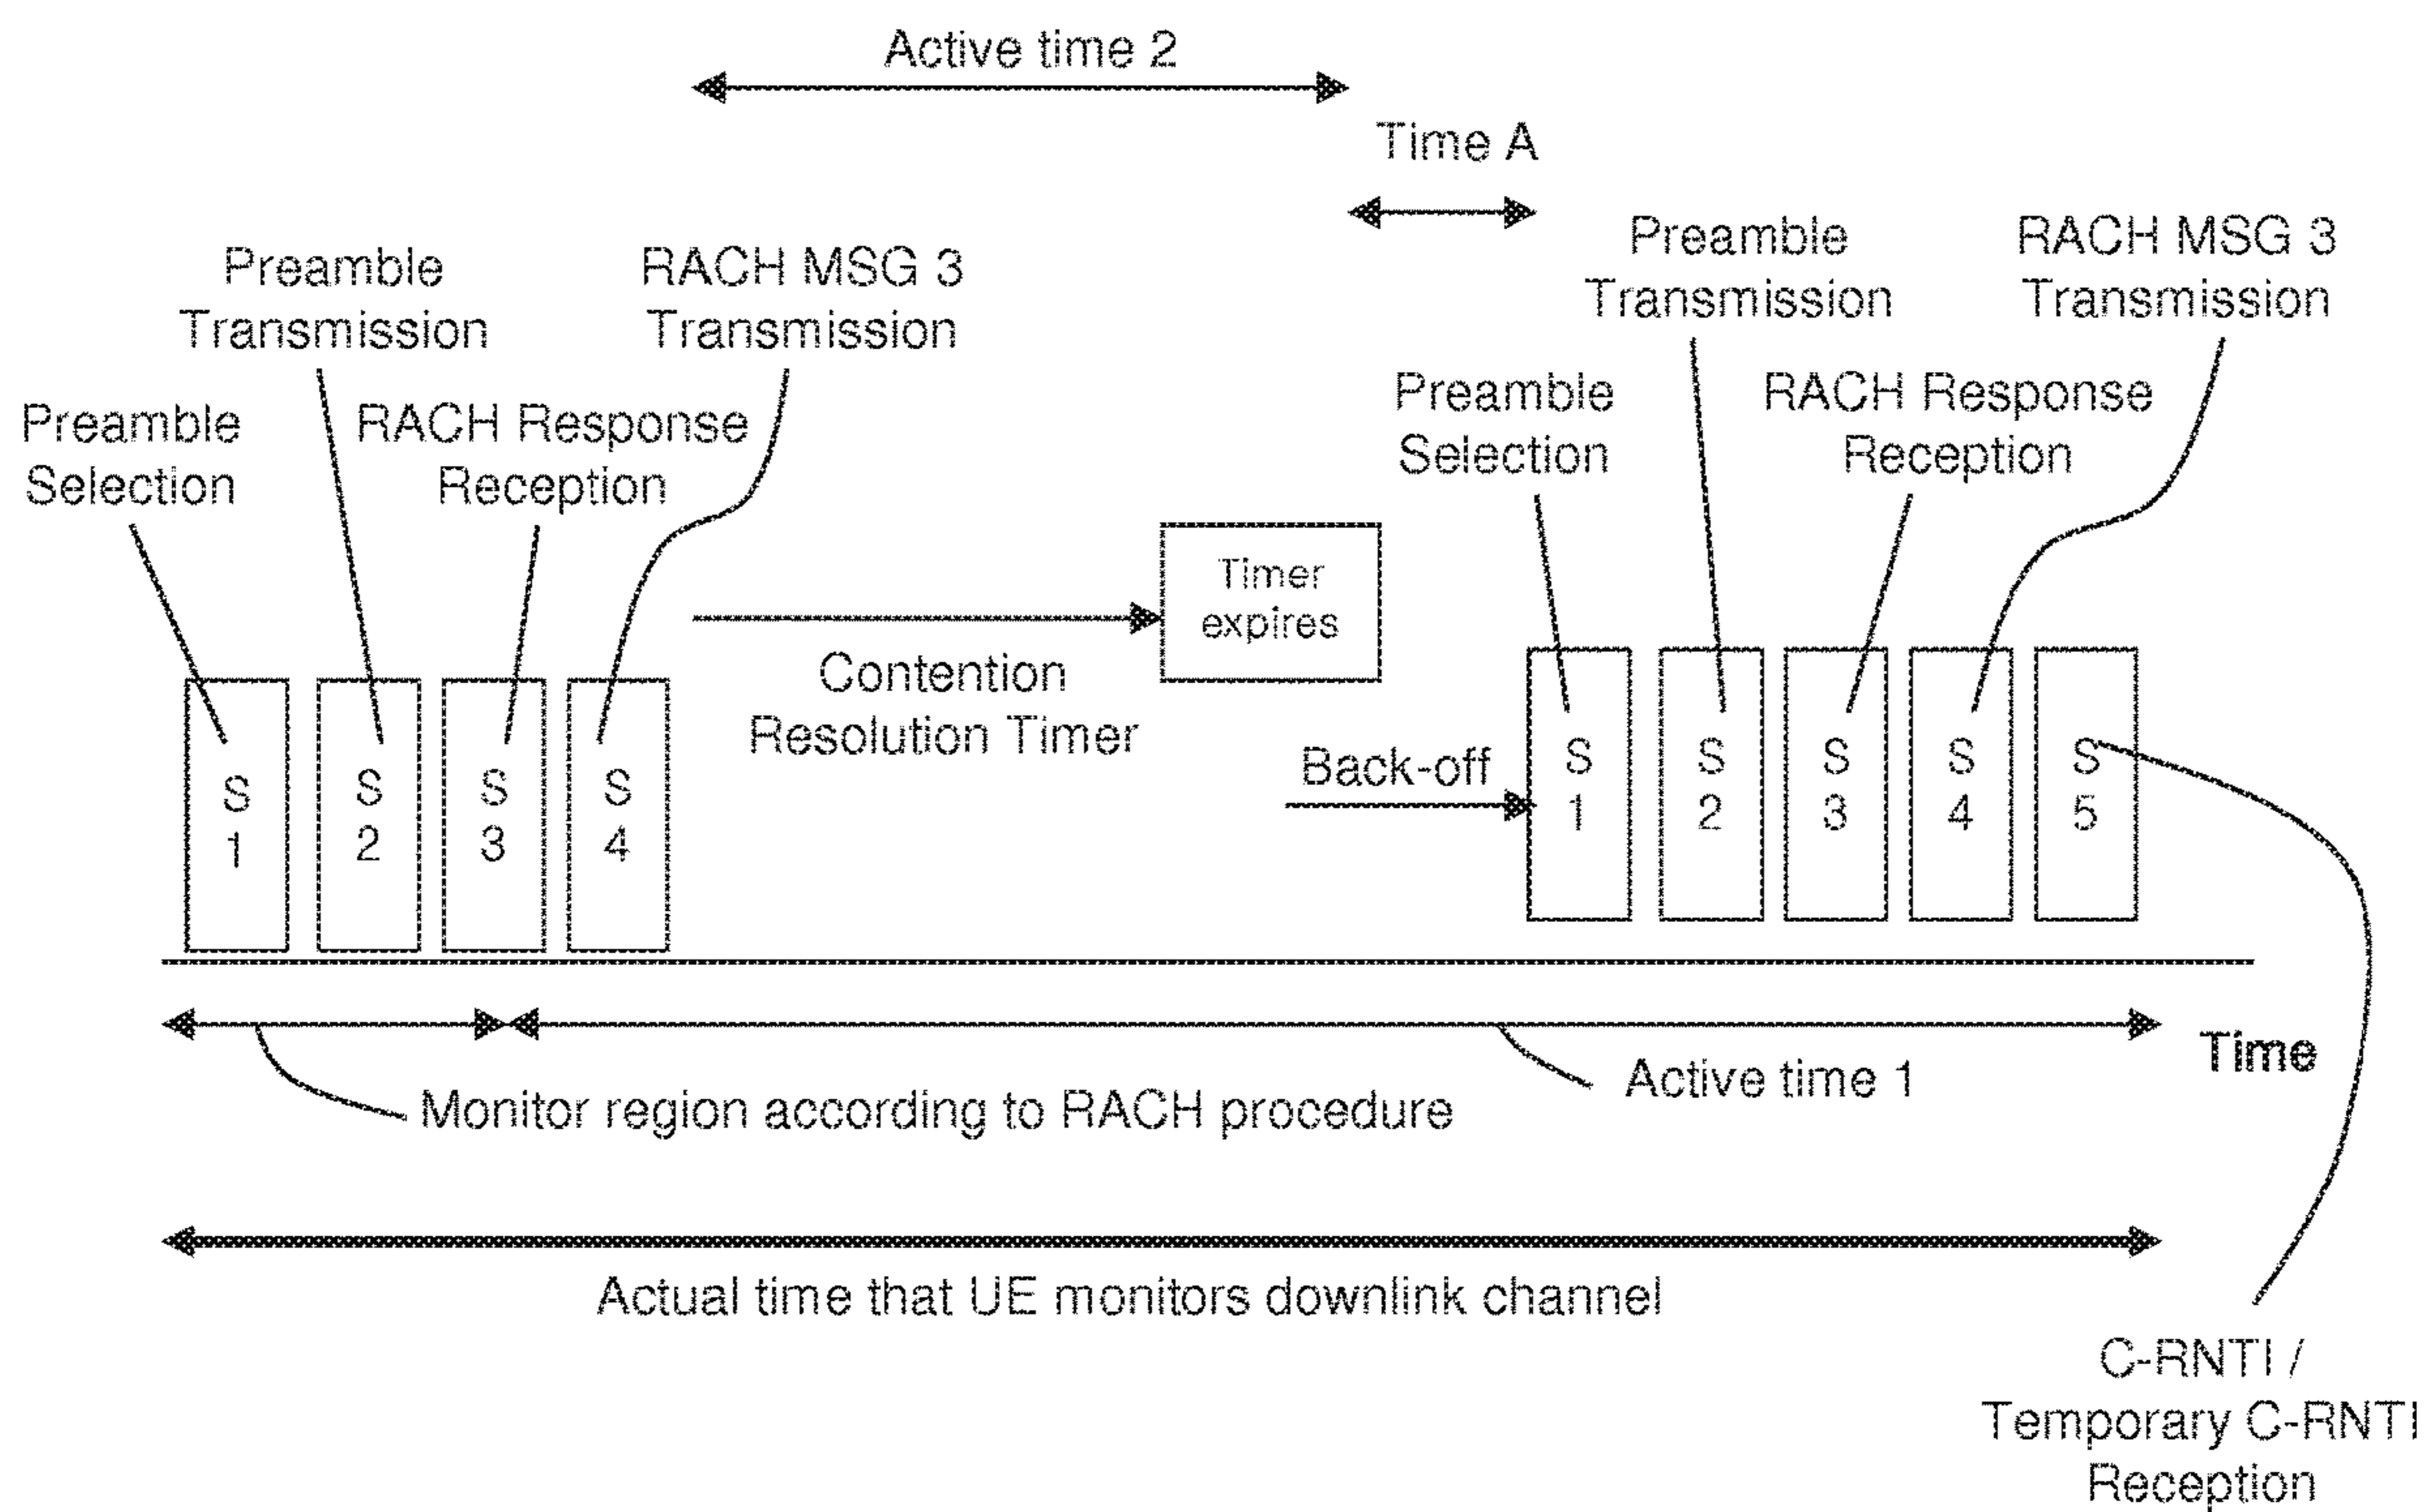 Active time 2
Time A
Preamble
Transmission
RACH MSG 3
Transmission
Preamble
Transmission
RACH MSG 3
Transmission
Preamble
Selection
RACH Response
Reception
Preamble
Selection
RACH Response
Reception
Timer
expires
Contention
Resolution Timer
Back-off
S
1
S
2
S
3
S
4
S
1
S
2
S
3
S
4
S
5
Time
Active time 1
Monitor region according to RACH procedure
Actual time that UE monitors downlink channel
C-RNTI /
Temporary C-RNTI
Reception